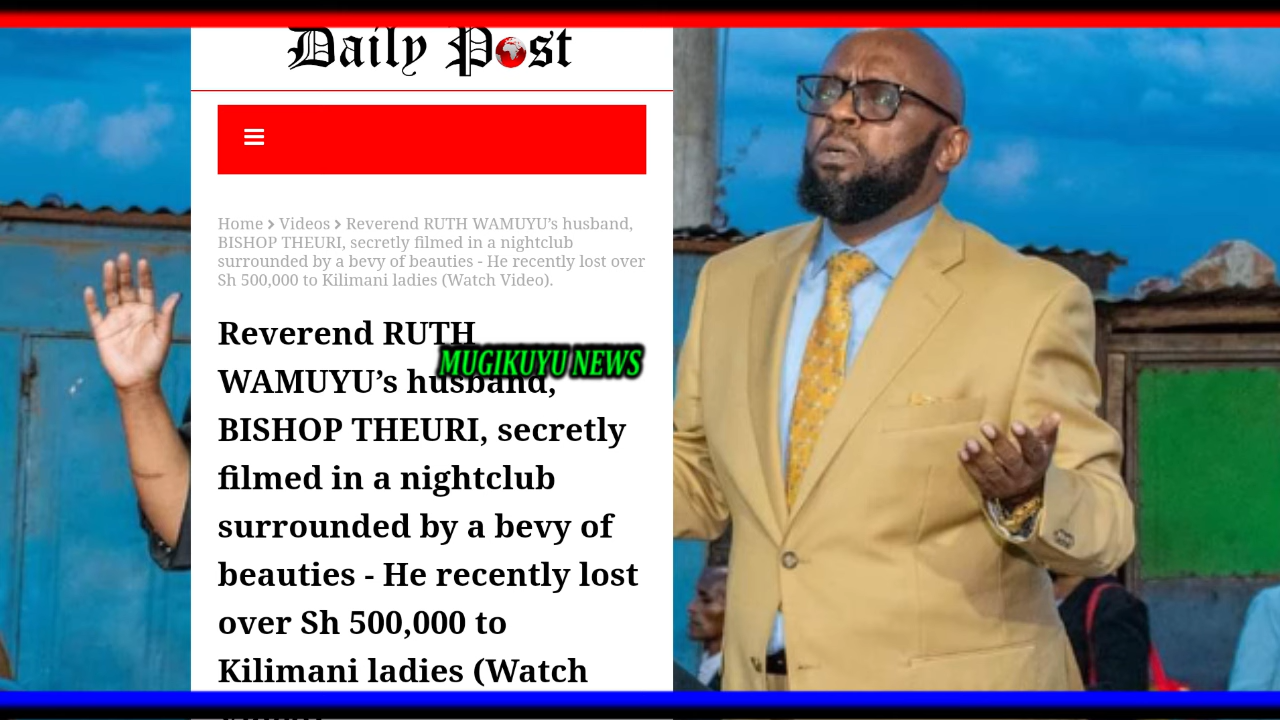 Daily Post
Home > Videos > Reverend RUTH WAMUYU’s husband,
BISHOP THEURI, secretly filmed in a nightclub
surrounded by a bevy of beauties - He recently lost over
Sh 500,000 to Kilimani ladies (Watch Video).
Reverend RUTH
WAMUYU’s husband,
BISHOP THEURI, secretly
filmed in a nightclub
surrounded by a bevy of
beauties - He recently lost
over Sh 500,000 to
Kilimani ladies (Watch
MUGIKUYU NEWS